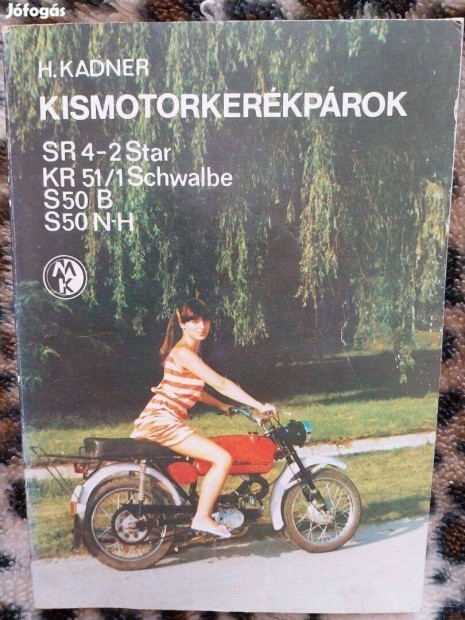 Jófogás
H.KADNER
KISMOTORKERÉKPÁROK
SR 4-2 Star
KR 51/1 Schwalbe
S50 B
S50 N-H
MK